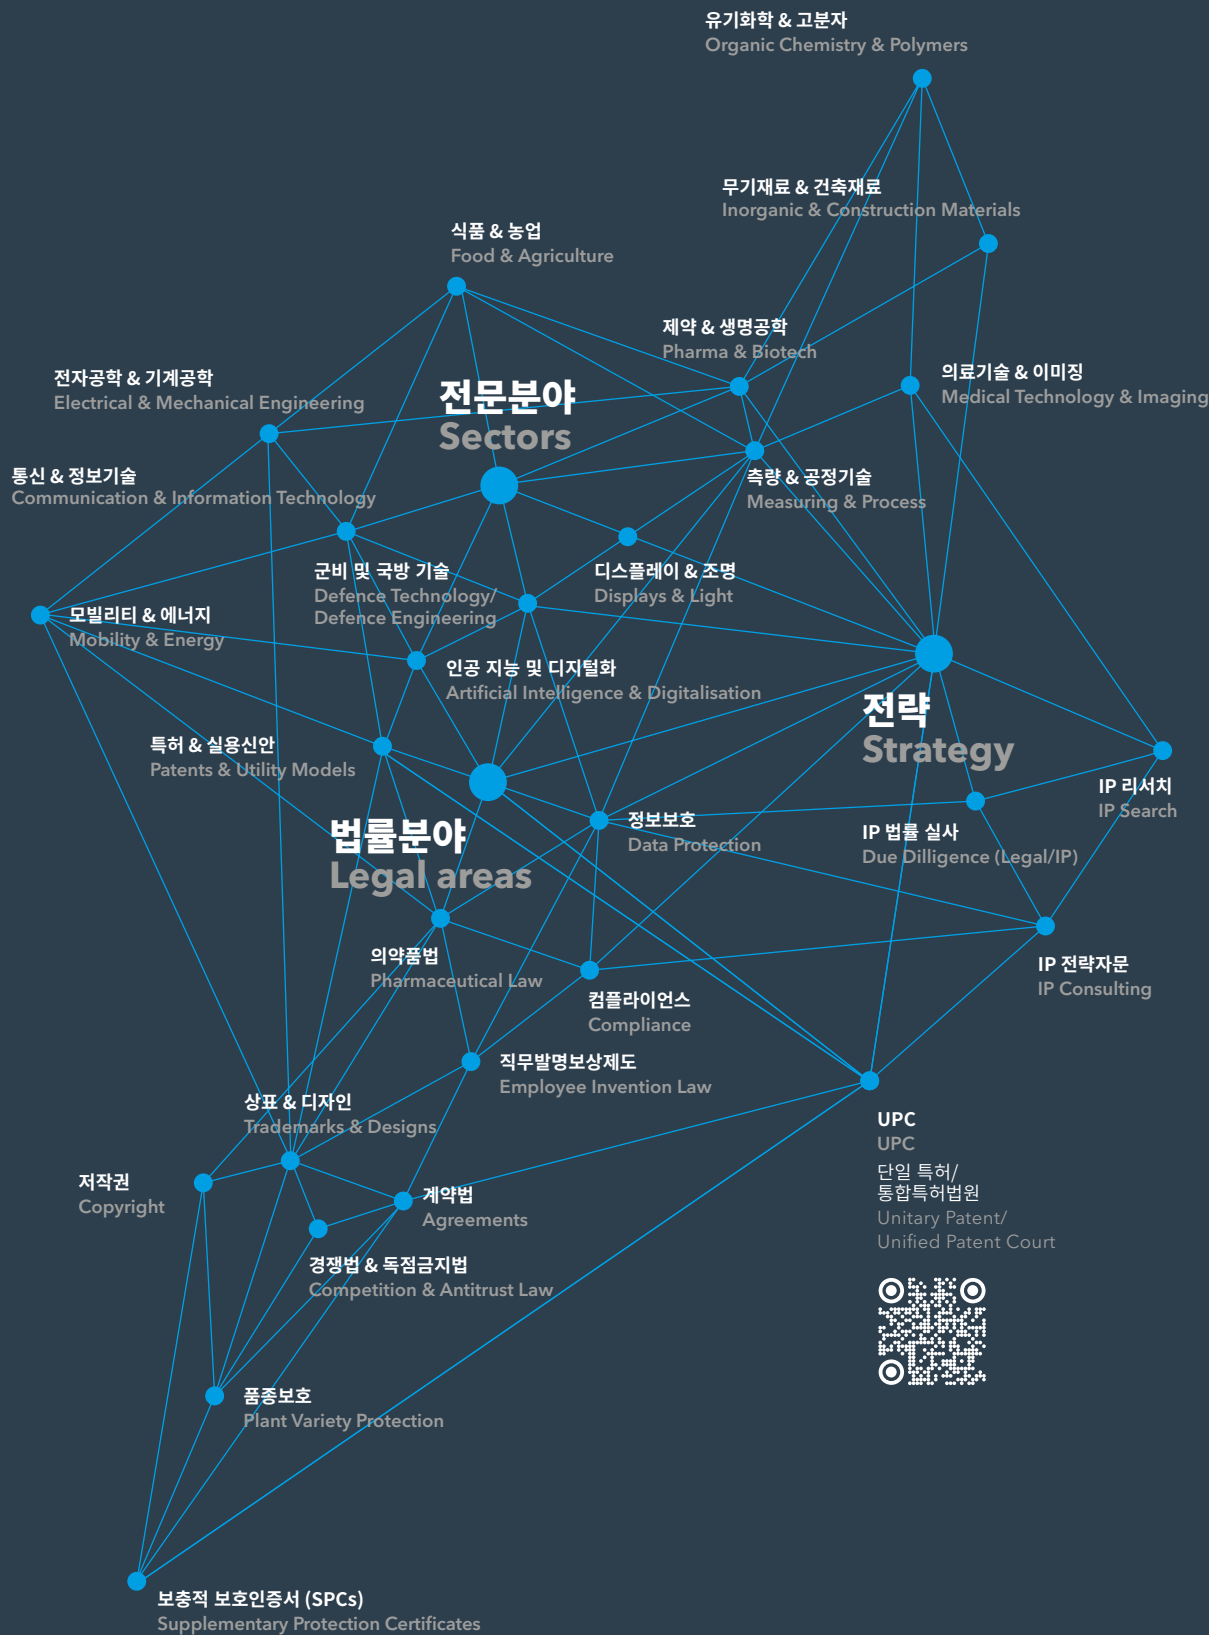 유기화학 & 고분자
Organic Chemistry & Polymers
무기재료 & 건축재료
Inorganic & Construction Materials
식품 & 농업
Food & Agriculture
제약 & 생명공학
Pharma & Biotech
전자공학 & 기계공학
Electrical & Mechanical Engineering
전문분야
Sectors
의료기술 & 이미징
Medical Technology & Imaging
통신 & 정보기술
Communication & Information Technology
측량 & 공정기술
Measuring & Process
군비 및 국방 기술
Defence Technology/
Defence Engineering
디스플레이 & 조명
Displays & Light
모빌리티 & 에너지
Mobility & Energy
인공 지능 및 디지털화
Artificial Intelligence & Digitalisation
전략
Strategy
특허 & 실용신안
Patents & Utility Models
IP 리서치
IP Search
법률분야
Legal areas
정보보호
Data Protection
IP 법률 실사
Due Dilligence (Legal/IP)
의약품법
Pharmaceutical Law
IP 전략자문
IP Consulting
컴플라이언스
Compliance
직무발명보상제도
Employee Invention Law
상표 & 디자인
Trademarks & Designs
UPC
UPC
단일 특허/
통합특허법원
Unitary Patent/
Unified Patent Court
저작권
Copyright
계약법
Agreements
경쟁법 & 독점금지법
Competition & Antitrust Law
품종보호
Plant Variety Protection
보충적 보호인증서 (SPCs)
Supplementary Protection Certificates